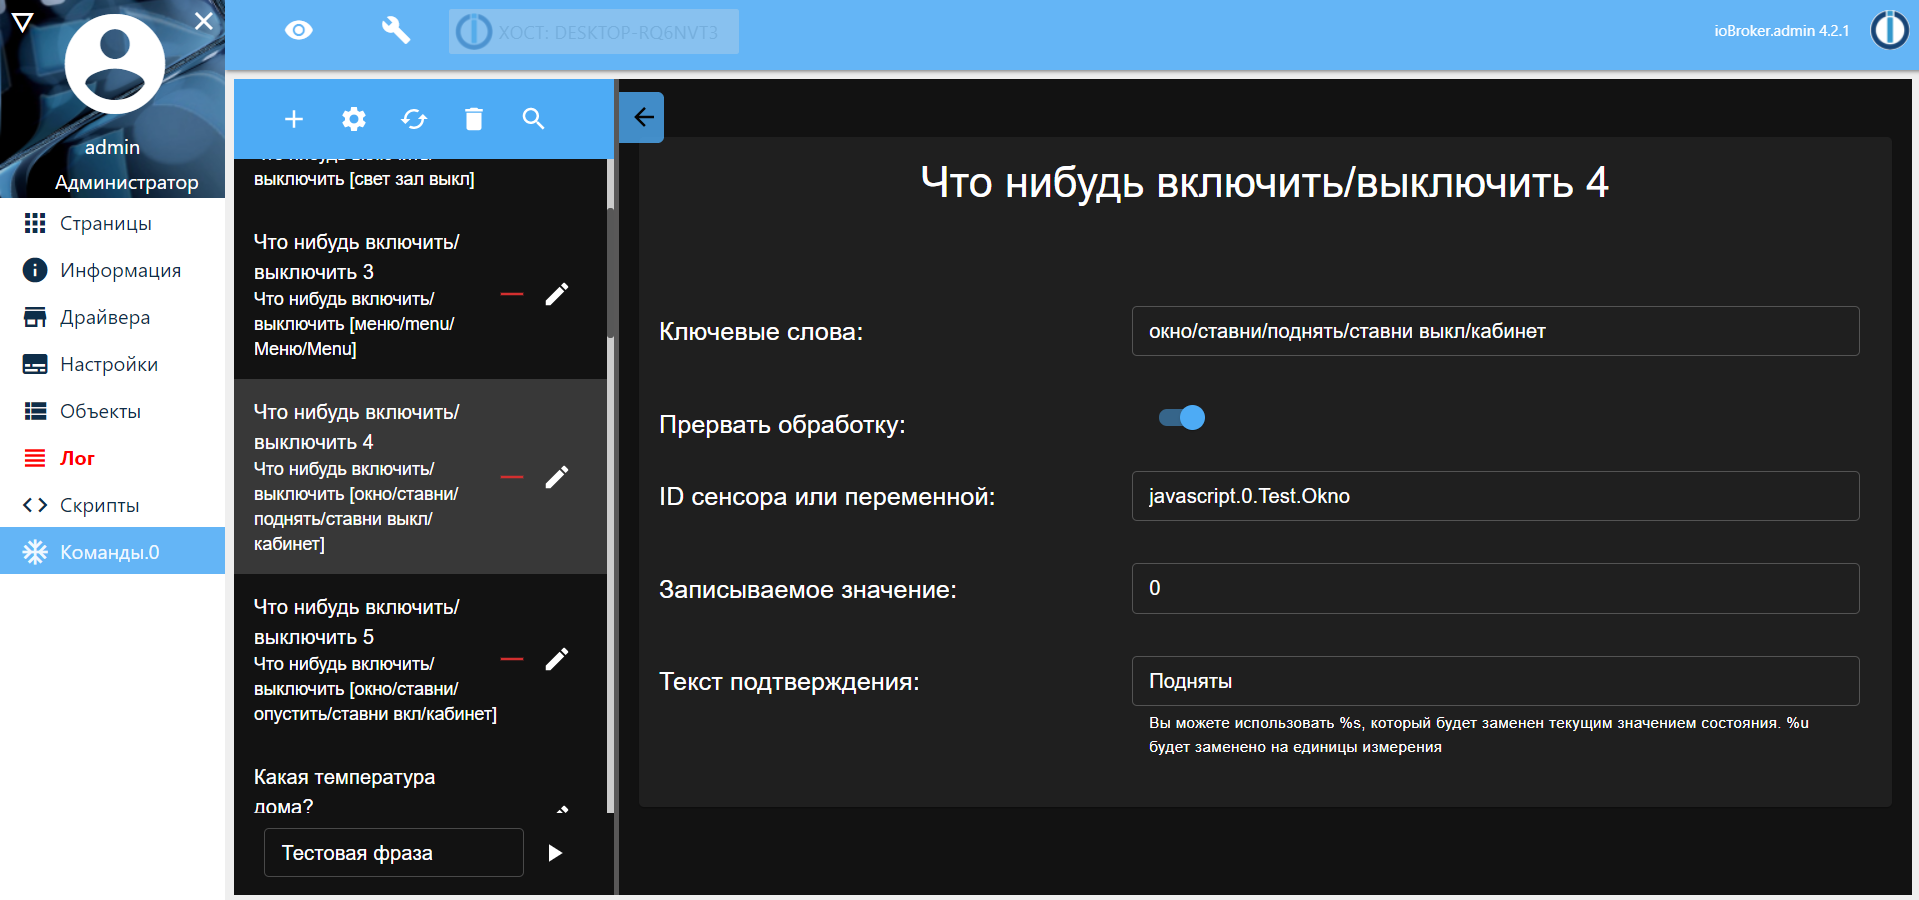 ХОСТ: DESKTOP-RQ6NVT3
ioBroker.admin 4.2.1
admin
Администратор
Страницы
Информация
Драйвера
Настройки
Объекты
Лог
Скрипты
Команды.0
выключить [свет зал выкл]
Что нибудь включить/
выключить 3
Что нибудь включить/
выключить [меню/menu/
Меню/Menu]
Что нибудь включить/
выключить 4
Что нибудь включить/
выключить [окно/ставни/
поднять/ставни выкл/
кабинет]
Что нибудь включить/
выключить 5
Что нибудь включить/
выключить [окно/ставни/
опустить/ставни вкл/кабинет]
Какая температура
дома?
Тестовая фраза
Что нибудь включить/выключить 4
Ключевые слова:
окно/ставни/поднять/ставни выкл/кабинет
Прервать обработку:
ID сенсора или переменной:
javascript.0.Test.Okno
Записываемое значение:
0
Текст подтверждения:
Подняты
Вы можете использовать %s, который будет заменен текущим значением состояния. %u
будет заменено на единицы измерения